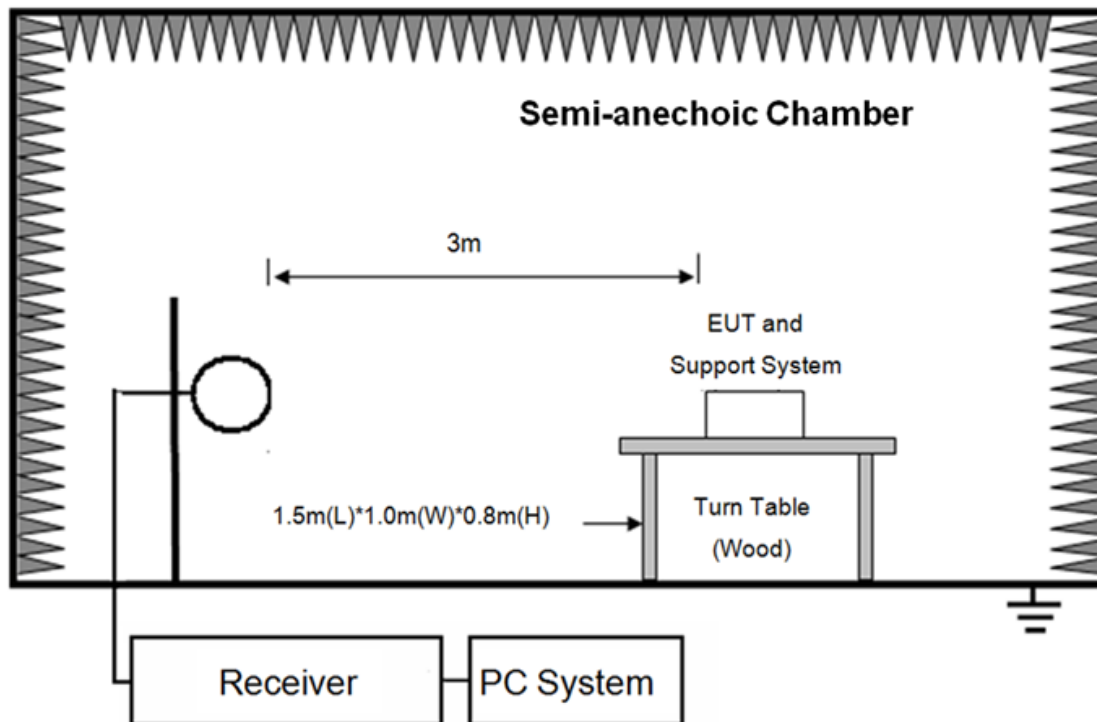 Semi-anechoic Chamber
3m
EUT and
Support System
1.5m(L)*1.0m(W)*0.8m(H)
Turn Table
(Wood)
Receiver
PC System